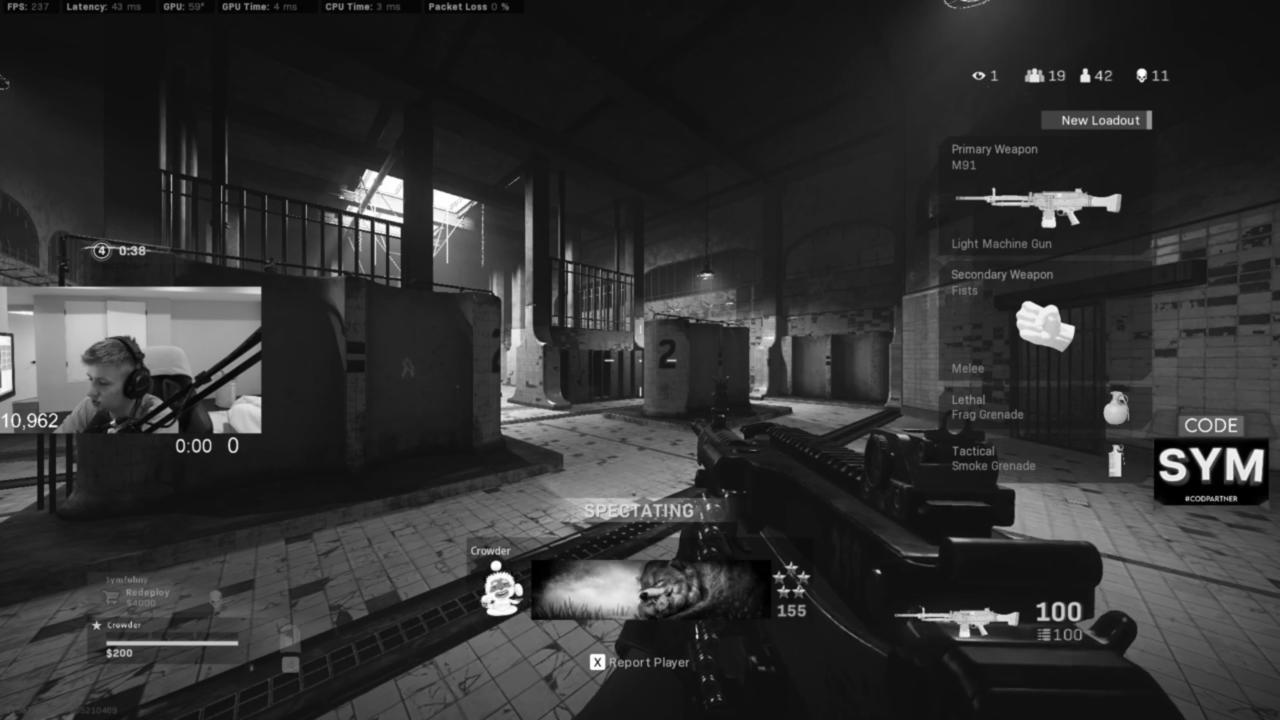 FPS: 237 Latency: 43 ms GPU: 59° GPU Time: 4 ms CPU Time: 3 ms Packet Loss 0 %
1 19 42 11
New Loadout
Primary Weapon
M91
Light Machine Gun
Secondary Weapon
Fists
Melee
Lethal
Frag Grenade
Tactical
Smoke Grenade
4 0:38
2
10,962
0:00 0
CODE
SYM
#CODPARTNER
SPECTATING
Crowder
155
Symfuhny
Redeploy
$4000
Crowder
$200
100
100
X Report Player